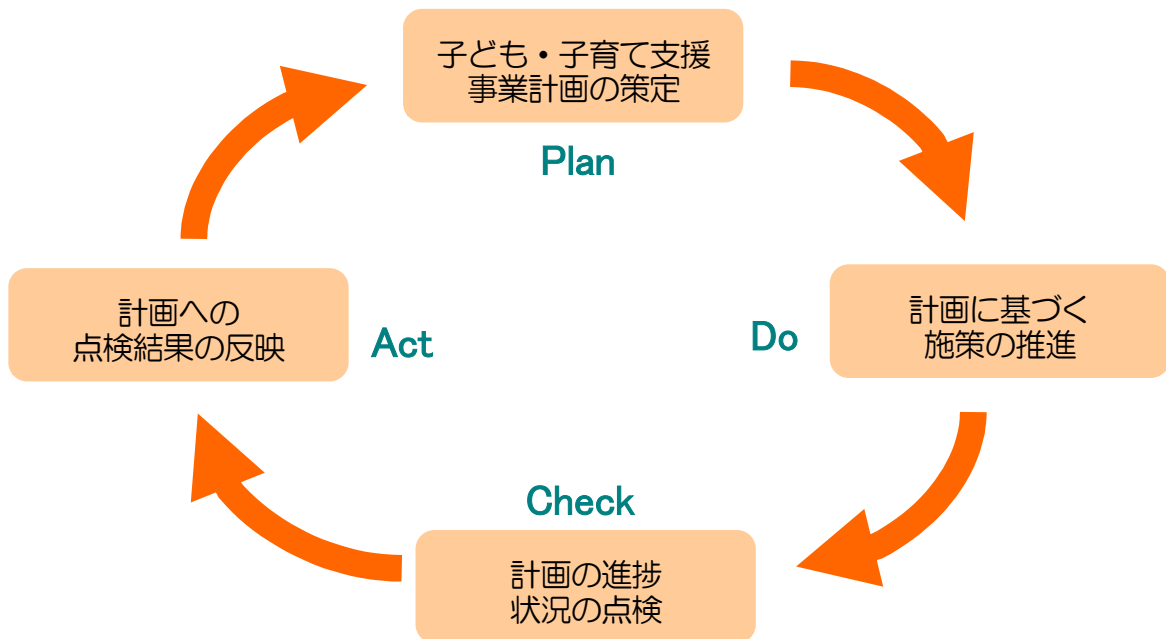 子ども・子育て支援
事業計画の策定
Plan
計画に基づく
施策の推進
Do
Check
計画の進捗
状況の点検
計画への
点検結果の反映
Act